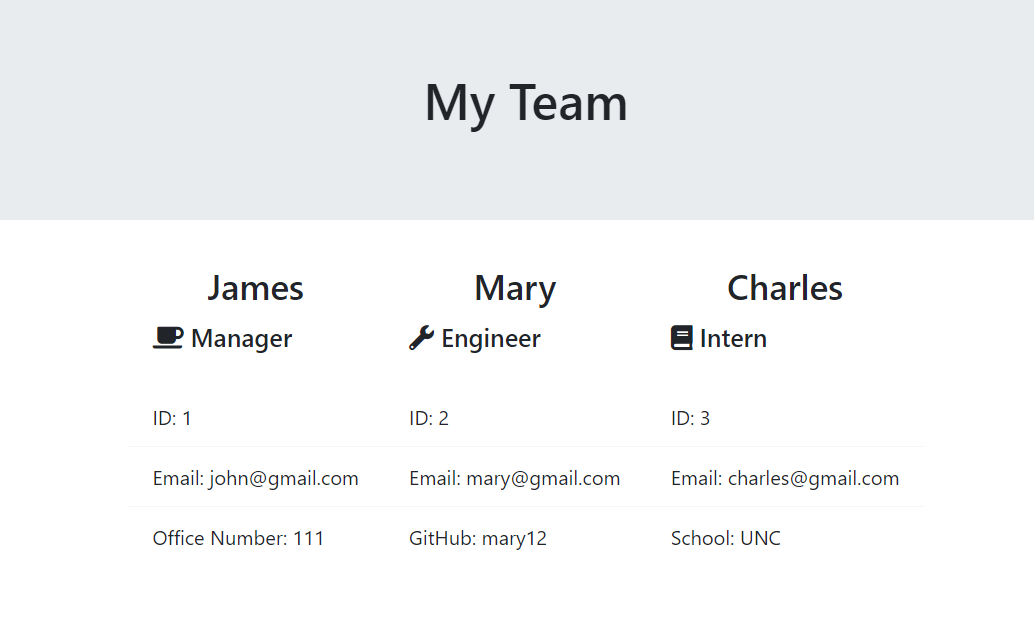 My Team
James
Manager
ID: 1
Email: john@gmail.com
Office Number: 111
Mary
Engineer
ID: 2
Email: mary@gmail.com
GitHub: mary12
Charles
Intern
ID: 3
Email: charles@gmail.com
School: UNC